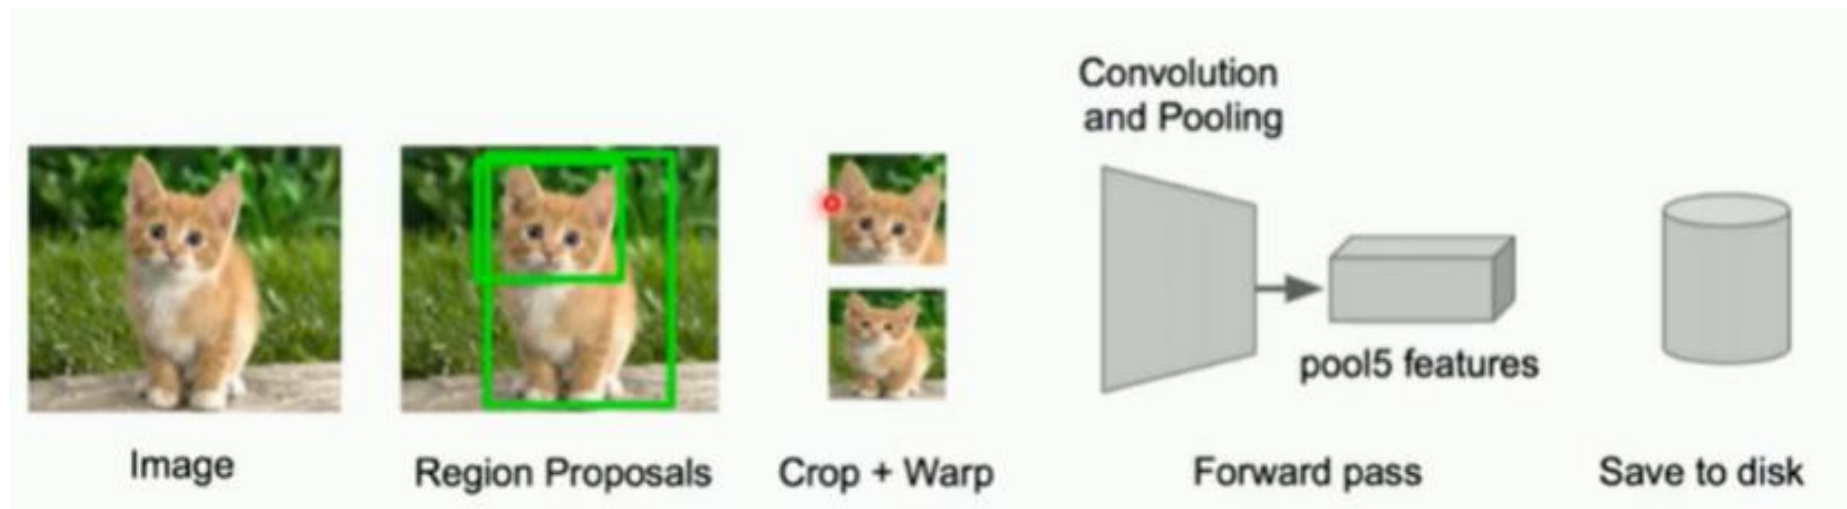 Convolution
and Pooling
pool5 features
Image
Region Proposals
Crop + Warp
Forward pass
Save to disk